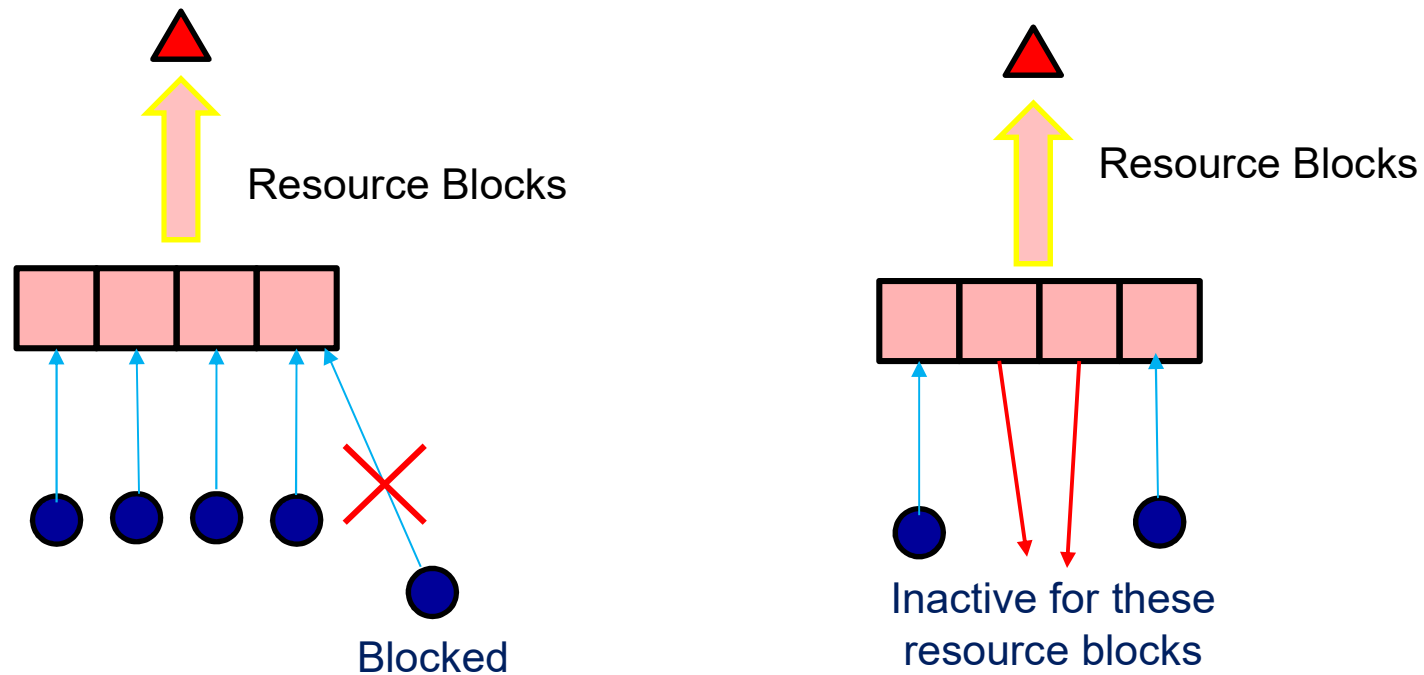 Resource Blocks
Blocked
Resource Blocks
Inactive for these
resource blocks